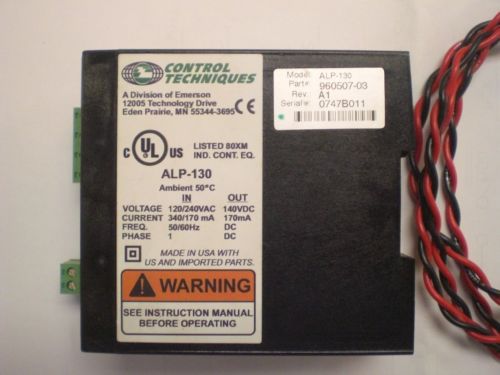 CONTROL
TECHNIQUES
A Division of Emerson
12005 Technology Drive
Eden Prairie, MN 55344-3695 CE
C UL US LISTED 80XM
IND. CONT. EQ.
ALP-130
Ambient 50°C
IN OUT
VOLTAGE 120/240VAC 140VDC
CURRENT 340/170 mA 170mA
FREQ. 50/60Hz DC
PHASE 1 DC
MADE IN USA WITH
US AND IMPORTED PARTS.
WARNING
SEE INSTRUCTION MANUAL
BEFORE OPERATING
Model: ALP-130
Part#: 960507-03
Rev: A1
Serial#: 0747B011